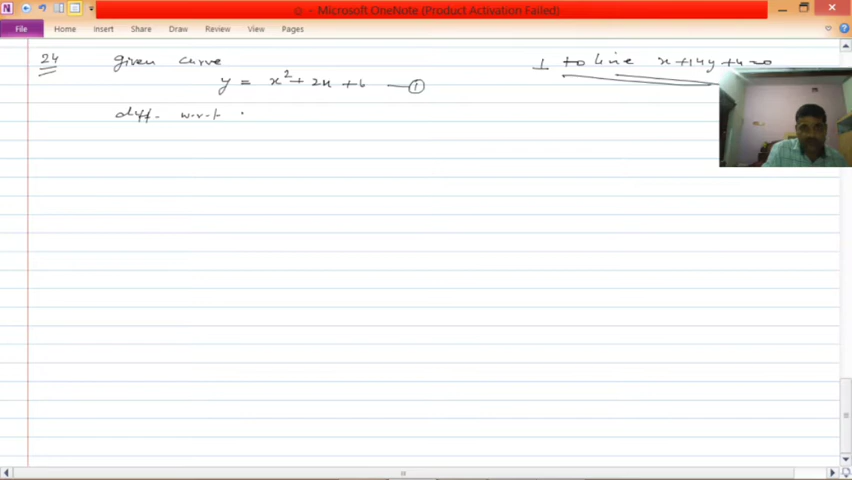 Microsoft OneNote (Product Activation Failed)
File Home Insert Share Draw Review View Pages
24 given curve ⊥ to line x+14y+4=0
y = x²+ 2x +6 —①
diff. w.r.t